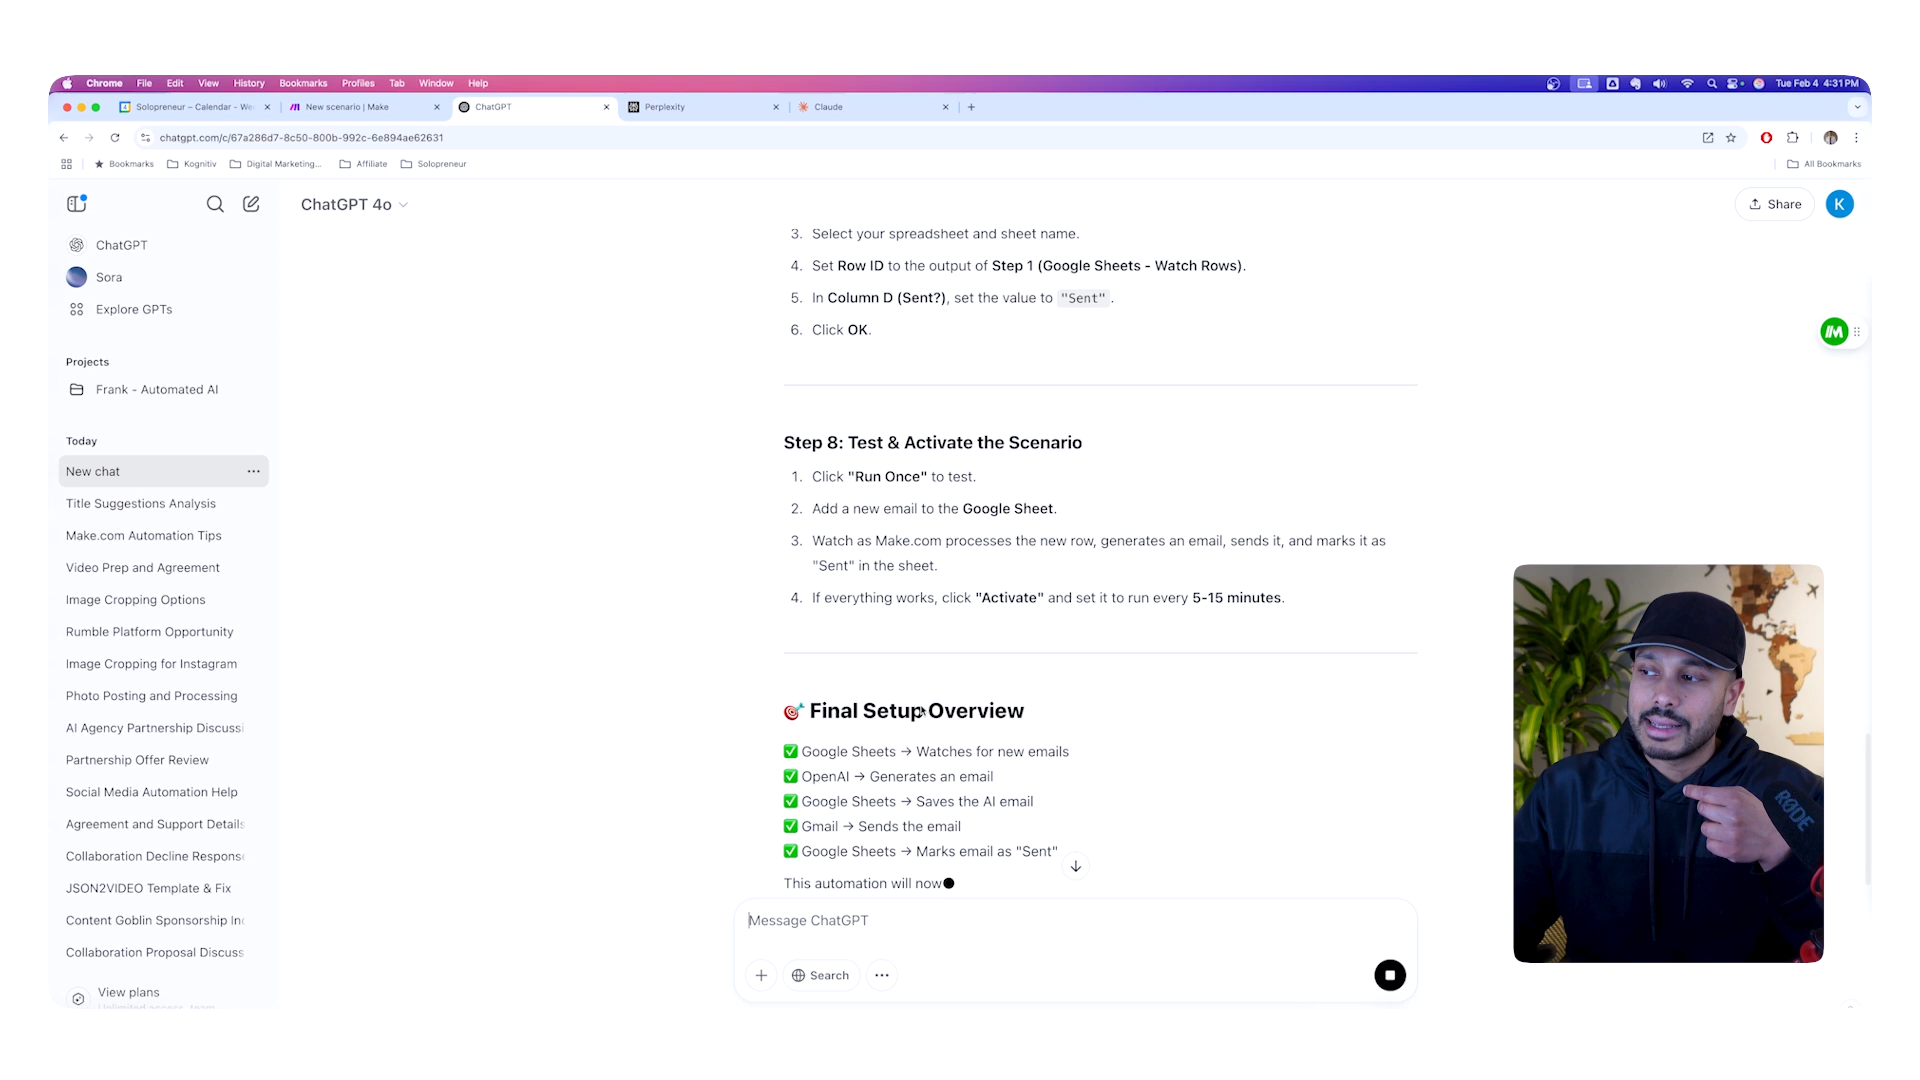 Chrome File Edit View History Bookmarks Profiles Tab Window Help
Tue Feb 4 4:31 PM
Solopreneur – Calendar - We
New scenario | Make
ChatGPT
Perplexity
Claude
chatgpt.com/c/67a286d7-8c50-800b-992c-6e894ae62631
Bookmarks
Kognitiv
Digital Marketing...
Affiliate
Solopreneur
All Bookmarks
ChatGPT 4o
Share
K
ChatGPT
Sora
Explore GPTs
Projects
Frank - Automated AI
Today
New chat
Title Suggestions Analysis
Make.com Automation Tips
Video Prep and Agreement
Image Cropping Options
Rumble Platform Opportunity
Image Cropping for Instagram
Photo Posting and Processing
AI Agency Partnership Discussi
Partnership Offer Review
Social Media Automation Help
Agreement and Support Details
Collaboration Decline Respons
JSON2VIDEO Template & Fix
Content Goblin Sponsorship In
Collaboration Proposal Discuss
View plans
Unlimited access, team
3. Select your spreadsheet and sheet name.
4. Set Row ID to the output of Step 1 (Google Sheets - Watch Rows).
5. In Column D (Sent?), set the value to "Sent".
6. Click OK.
Step 8: Test & Activate the Scenario
1. Click "Run Once" to test.
2. Add a new email to the Google Sheet.
3. Watch as Make.com processes the new row, generates an email, sends it, and marks it as
"Sent" in the sheet.
4. If everything works, click "Activate" and set it to run every 5-15 minutes.
🎯 Final Setup Overview
✅ Google Sheets → Watches for new emails
✅ OpenAI → Generates an email
✅ Google Sheets → Saves the AI email
✅ Gmail → Sends the email
✅ Google Sheets → Marks email as "Sent"
This automation will now
Message ChatGPT
Search
RØDE